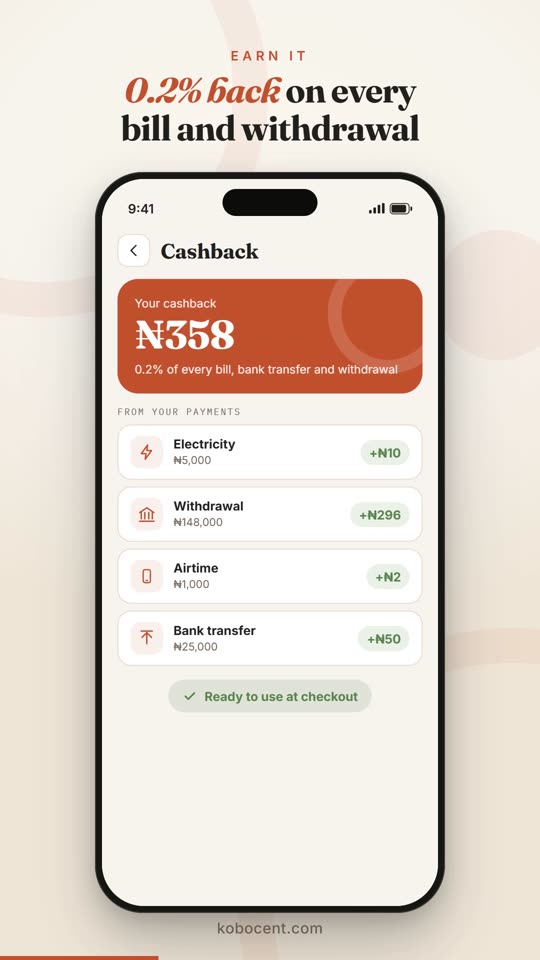 EARN IT
0.2% back on every
bill and withdrawal
9:41
Cashback
Your cashback
₦358
0.2% of every bill, bank transfer and withdrawal
FROM YOUR PAYMENTS
Electricity
₦5,000
+₦10
Withdrawal
₦148,000
+₦296
Airtime
₦1,000
+₦2
Bank transfer
₦25,000
+₦50
Ready to use at checkout
kobocent.com